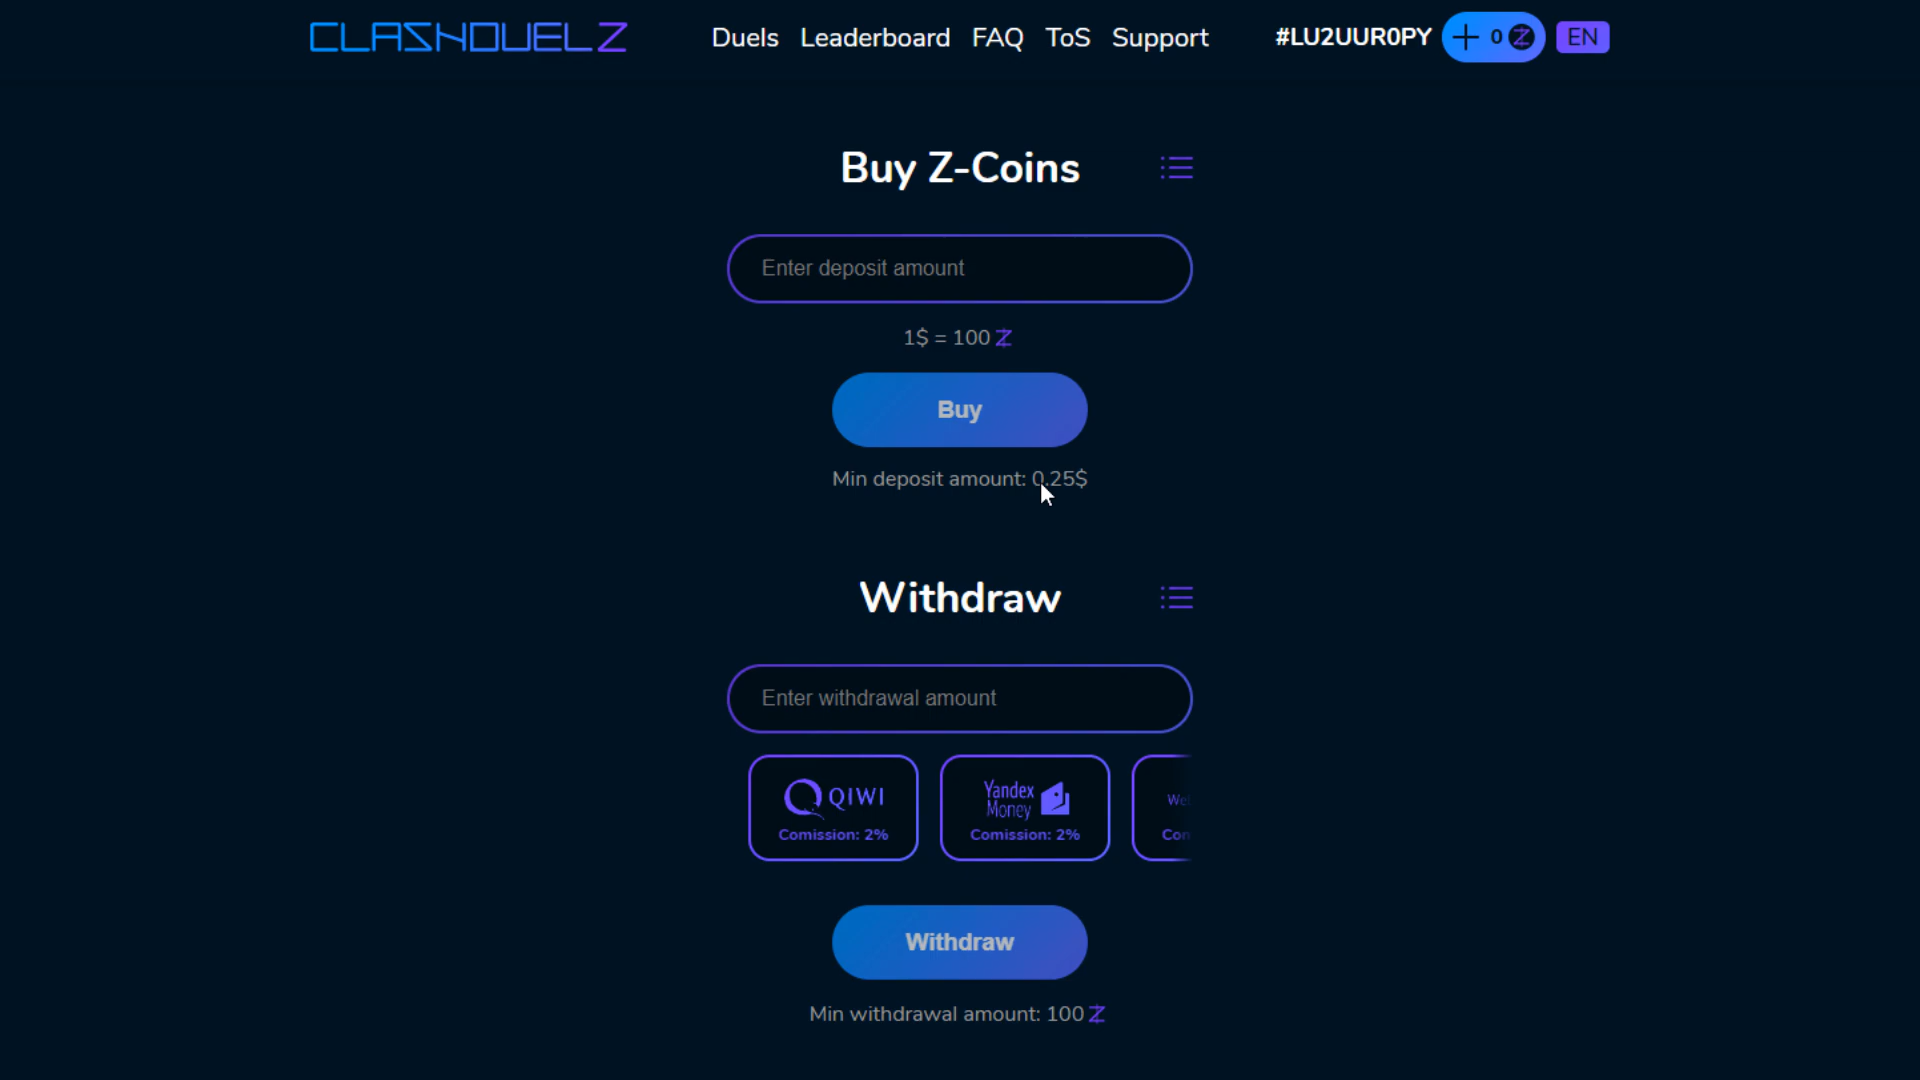 CLASHDUELZ Duels Leaderboard FAQ ToS Support #LU2UUR0PY + 0 Z EN
Buy Z-Coins
Enter deposit amount
1$ = 100 Z
Buy
Min deposit amount: 0.25$
Withdraw
Enter withdrawal amount
QIWI
Comission: 2%
Yandex
Money
Comission: 2%
Withdraw
Min withdrawal amount: 100 Z